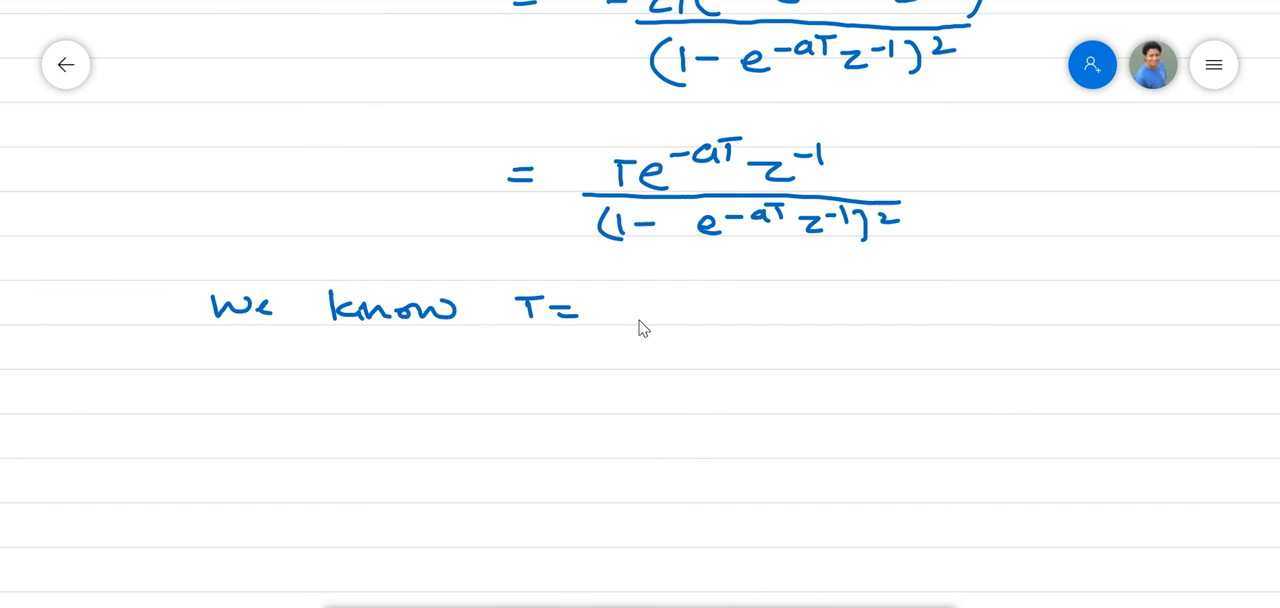 =
(1 - e^{-aT} z^{-1})^2
= Te^{-aT} z^{-1}
(1 - e^{-aT} z^{-1})^2
We know T =